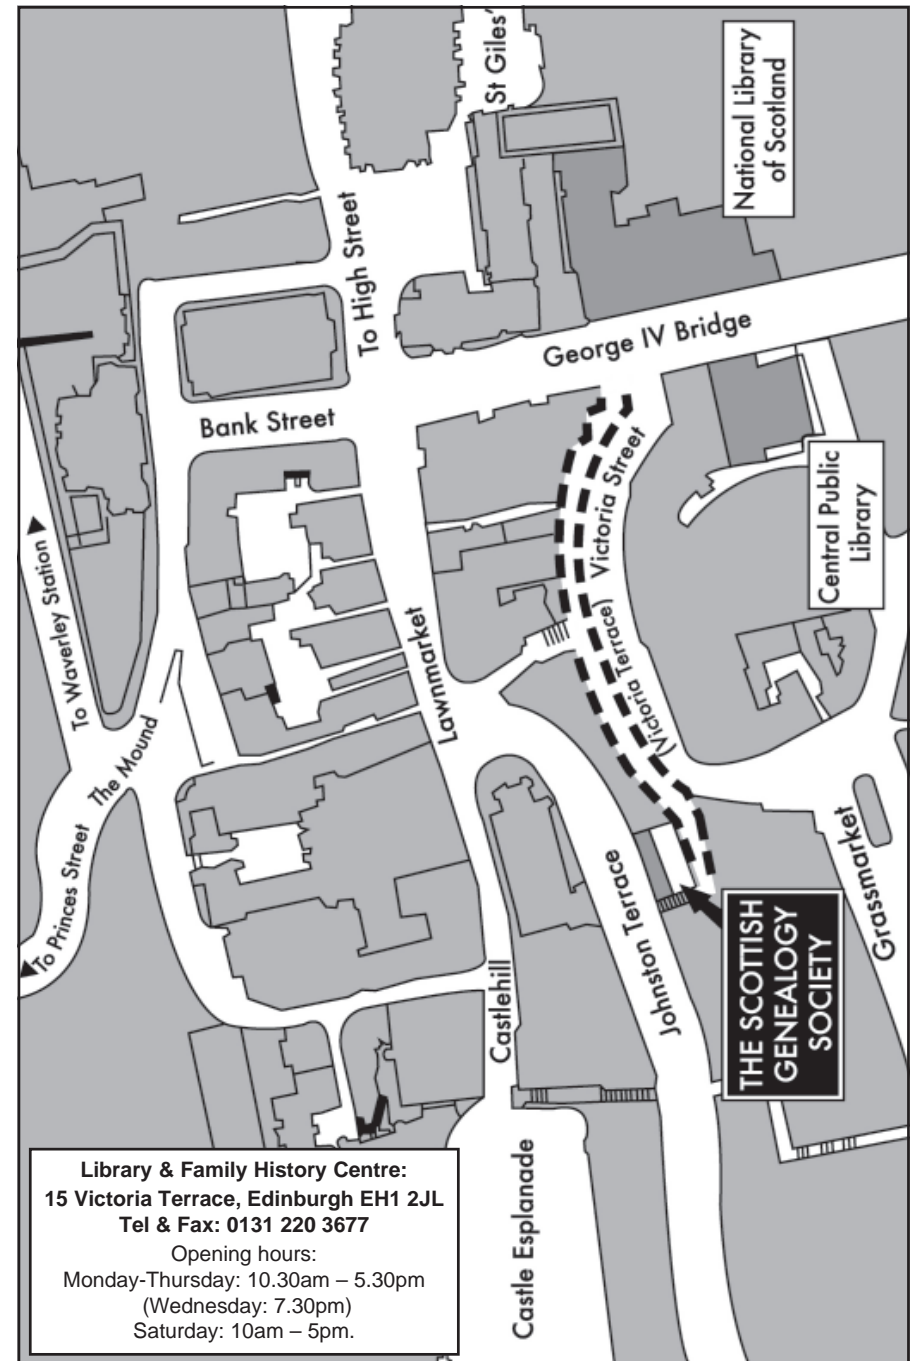 St Giles'
National Library
of Scotland
To High Street
George IV Bridge
Bank Street
Victoria Street
(Victoria Terrace)
Central Public
Library
To Waverley Station
Lawnmarket
The Mound
To Princes Street
Johnston Terrace
Grassmarket
THE SCOTTISH
GENEALOGY
SOCIETY
Castlehill
Castle Esplanade
Library & Family History Centre:
15 Victoria Terrace, Edinburgh EH1 2JL
Tel & Fax: 0131 220 3677
Opening hours:
Monday-Thursday: 10.30am – 5.30pm
(Wednesday: 7.30pm)
Saturday: 10am – 5pm.